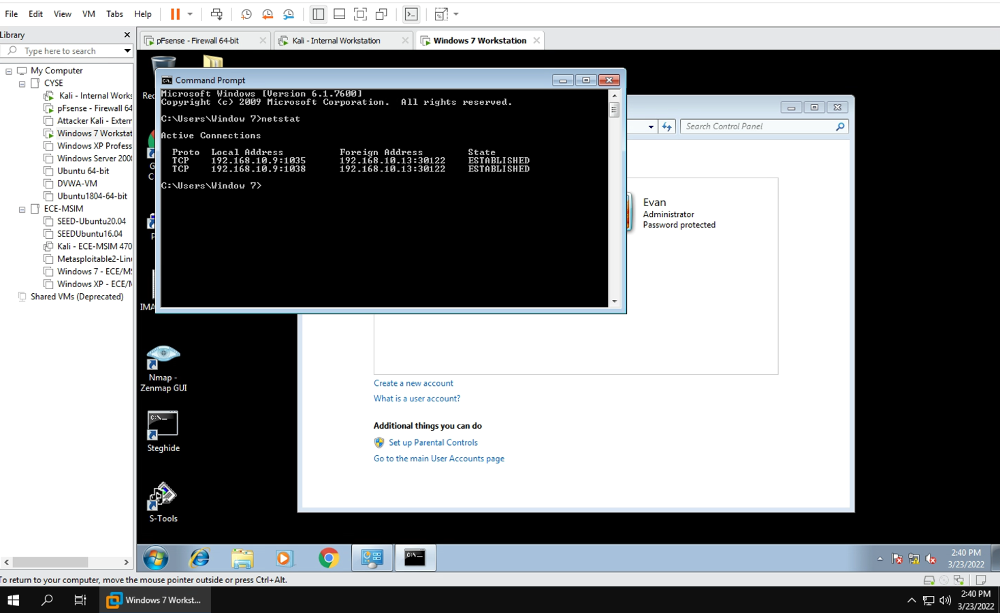 File Edit View VM Tabs Help
Library
Type here to search
My Computer
CYSE
Kali - Internal Works
pFsense - Firewall 64
Attacker Kali - Extern
Windows 7 Workstat
Windows XP Profess
Windows Server 2008
Ubuntu 64-bit
DVWA-VM
Ubuntu1804-64-bit
ECE-MSIM
SEED-Ubuntu20.04
SEEDUbuntu16.04
Kali - ECE-MSIM 470
Metasploitable2-Lin
Windows 7 - ECE/M
Windows XP - ECE/
Shared VMs (Deprecated)
pFsense - Firewall 64-bit
Kali - Internal Workstation
Windows 7 Workstation
Command Prompt
Microsoft Windows [Version 6.1.7600]
Copyright (c) 2009 Microsoft Corporation. All rights reserved.
C:\Users\Window 7>netstat
Active Connections
Proto Local Address Foreign Address State
TCP 192.168.10.9:1035 192.168.10.13:30122 ESTABLISHED
TCP 192.168.10.9:1038 192.168.10.13:30122 ESTABLISHED
C:\Users\Window 7>
Search Control Panel
Evan
Administrator
Password protected
Create a new account
What is a user account?
Additional things you can do
Set up Parental Controls
Go to the main User Accounts page
Rec
G
C
P
IMA
Nmap -
Zenmap GUI
C:\_
Steghide
S-Tools
C:\_
2:40 PM
3/23/2022
To return to your computer, move the mouse pointer outside or press Ctrl+Alt.
Windows 7 Workst...
2:40 PM
3/23/2022